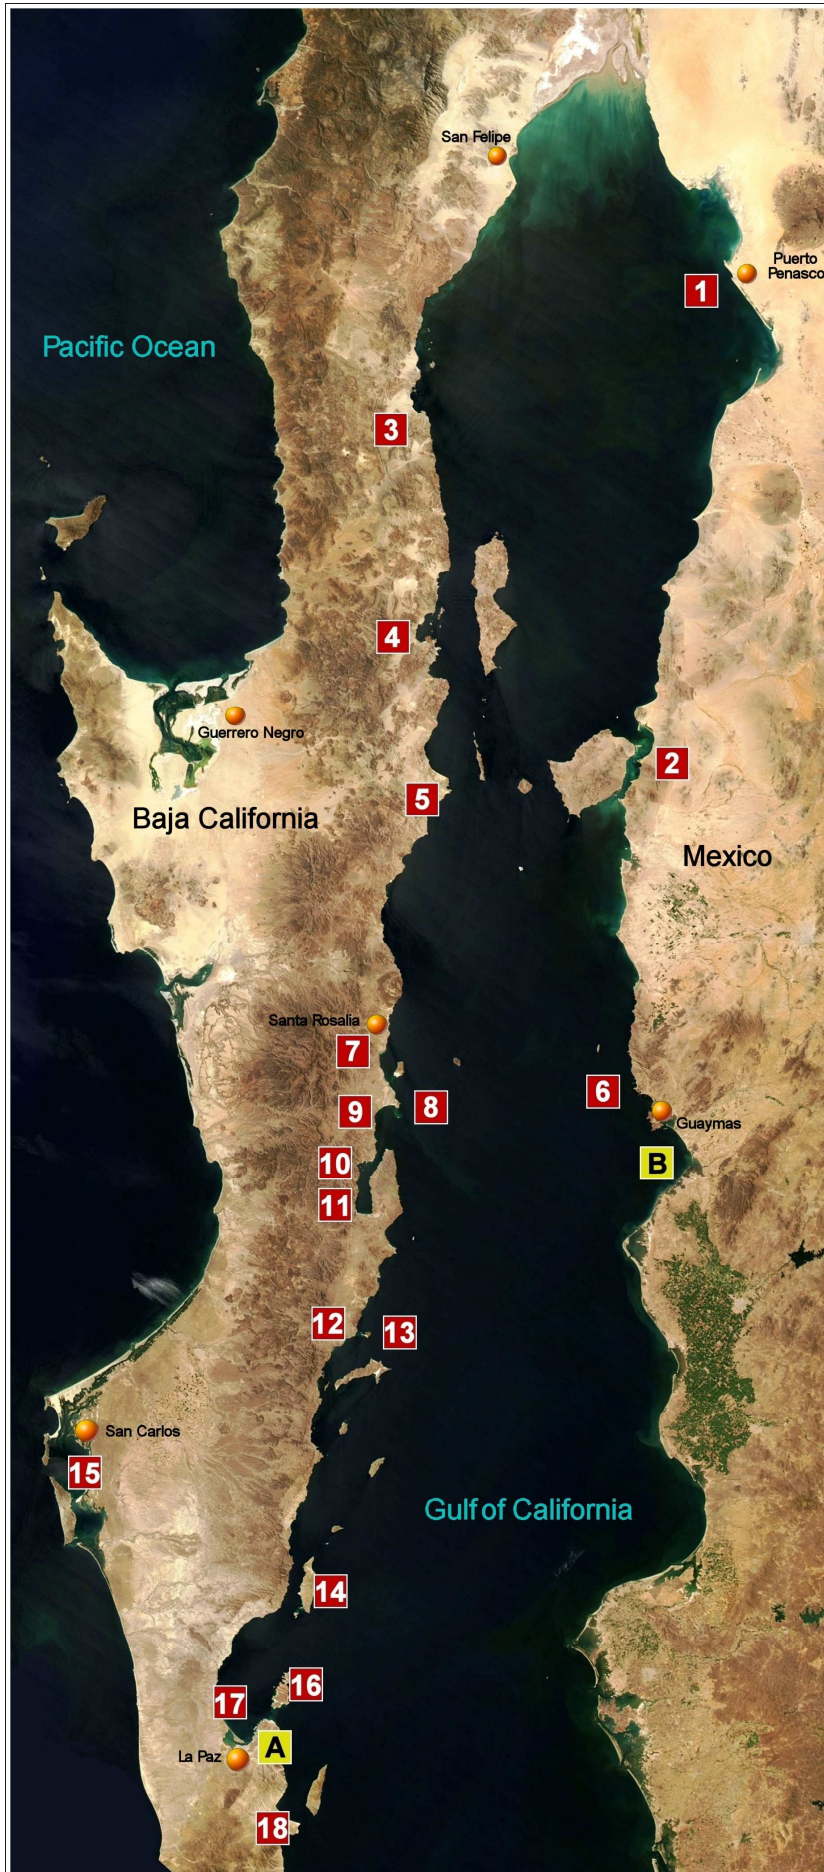 San Felipe
Puerto
Penasco
1
Pacific Ocean
3
4
Guerrero Negro
2
5
Baja California
Mexico
Santa Rosalia
7
6
8
9
Guaymas
10
B
11
12
13
San Carlos
15
Gulf of California
14
16
17
A
La Paz
18